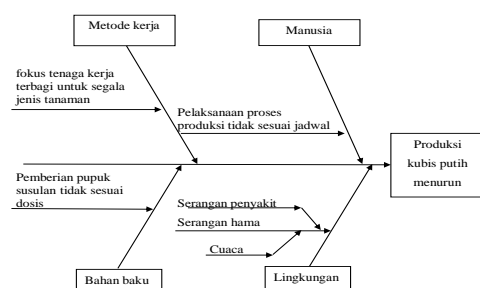 Metode kerja
Manusia
fokus tenaga kerja
terbagi untuk segala
jenis tanaman
Pelaksanaan proses
produksi tidak sesuai jadwal
Produksi
kubis putih
menurun
Pemberian pupuk
susulan tidak sesuai
dosis
Serangan penyakit
Serangan hama
Cuaca
Bahan baku
Lingkungan